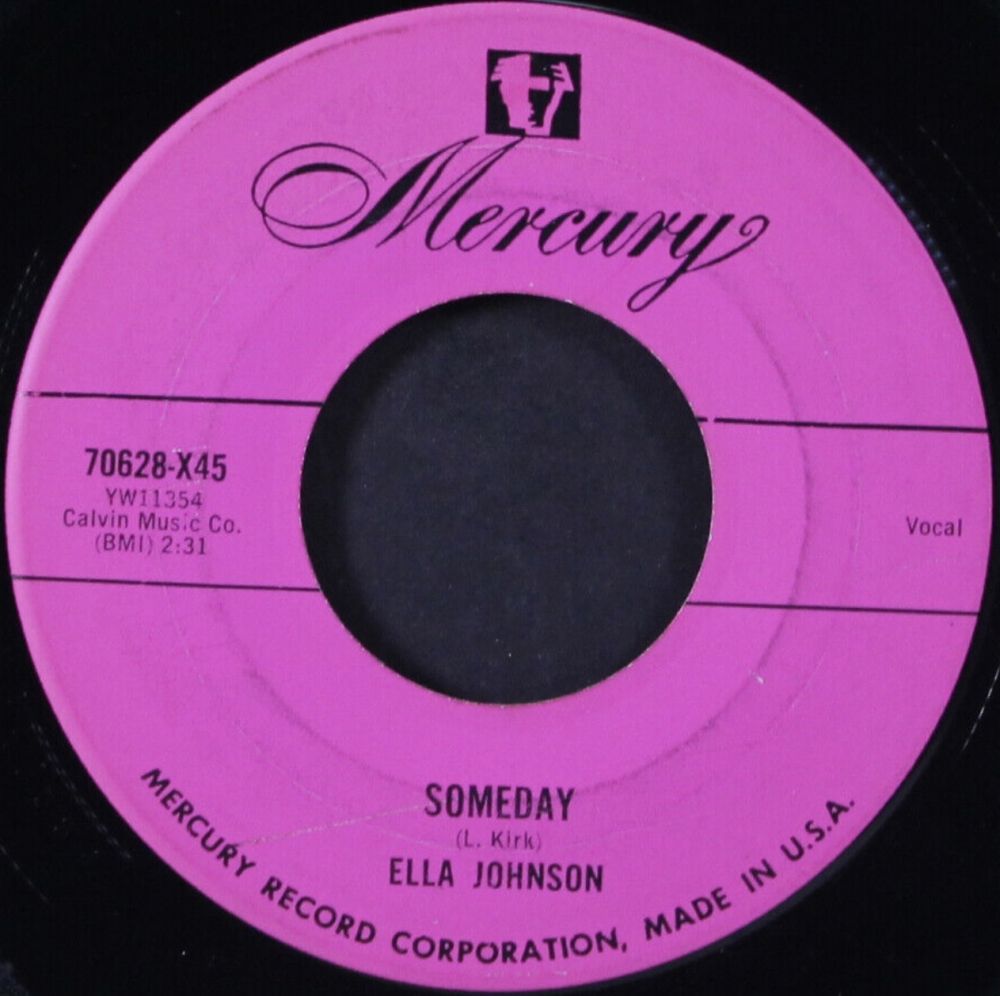 Mercury
70628-X45
YW11354
Calvin Music Co.
(BMI) 2:31
Vocal
SOMEDAY
(L. Kirk)
ELLA JOHNSON
MERCURY RECORD CORPORATION, MADE IN U.S.A.